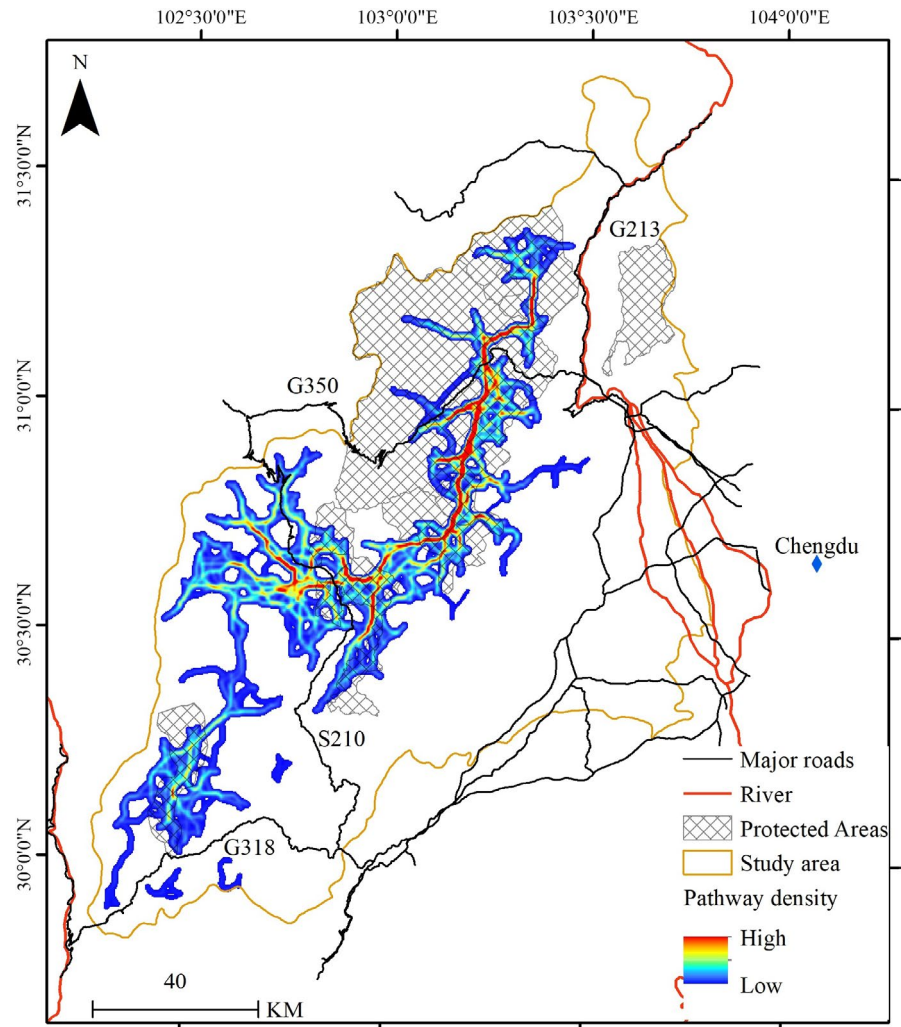 102°30'0"E 103°0'0"E 103°30'0"E 104°0'0"E
N
31°30'0"N
G213
31°0'0"N
G350
Chengdu
30°30'0"N
S210
Major roads
River
Protected Areas
30°0'0"N
G318
Study area
Pathway density
High
Low
40
KM